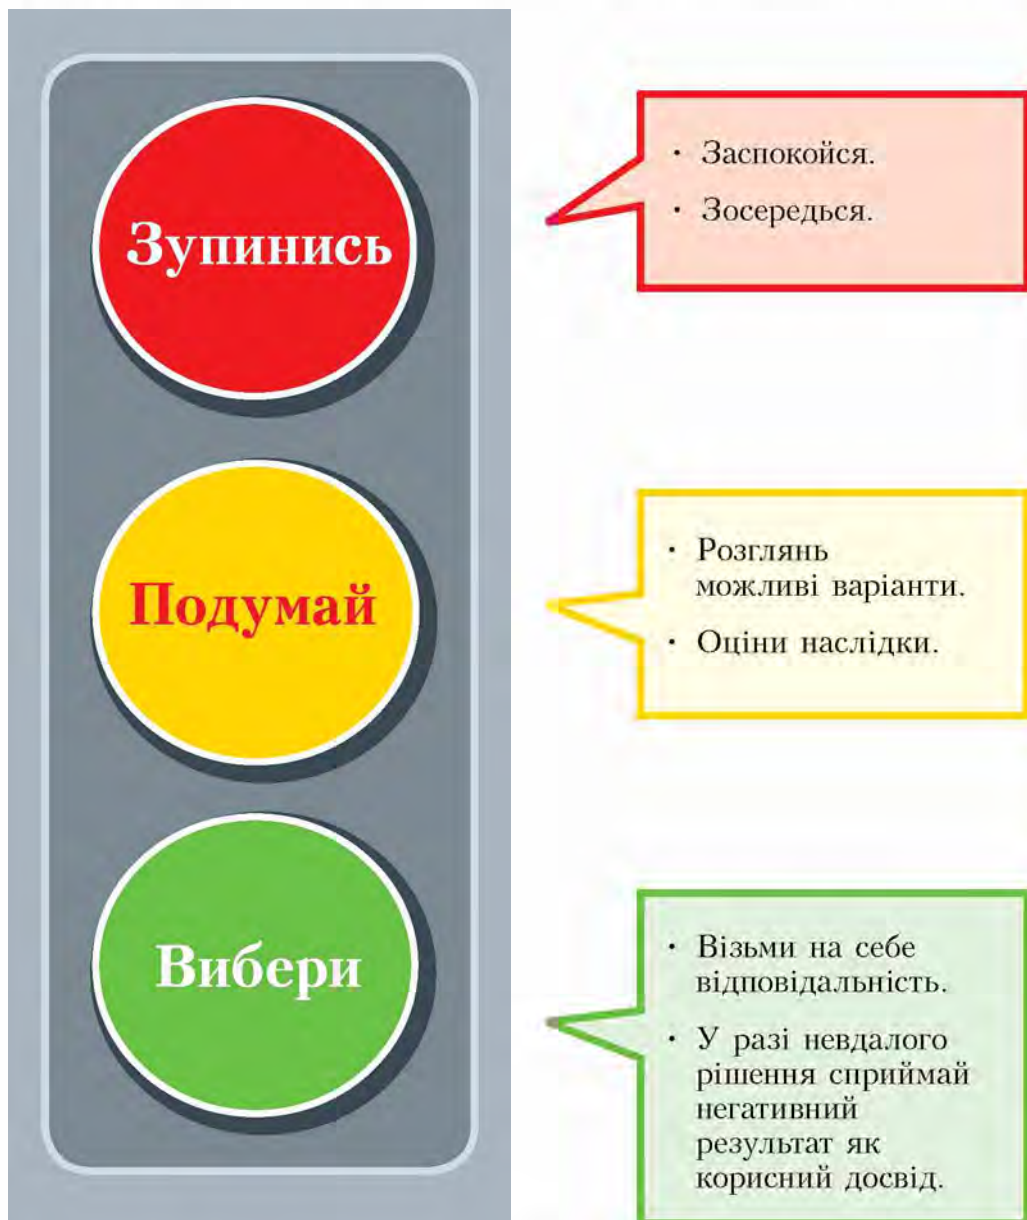 Зупинись
· Заспокойся.
· Зосередься.
Подумай
· Розглянь
можливі варіанти.
· Оціни наслідки.
Вибери
· Візьми на себе
відповідальність.
· У разі невдалого
рішення сприймай
негативний
результат як
корисний досвід.